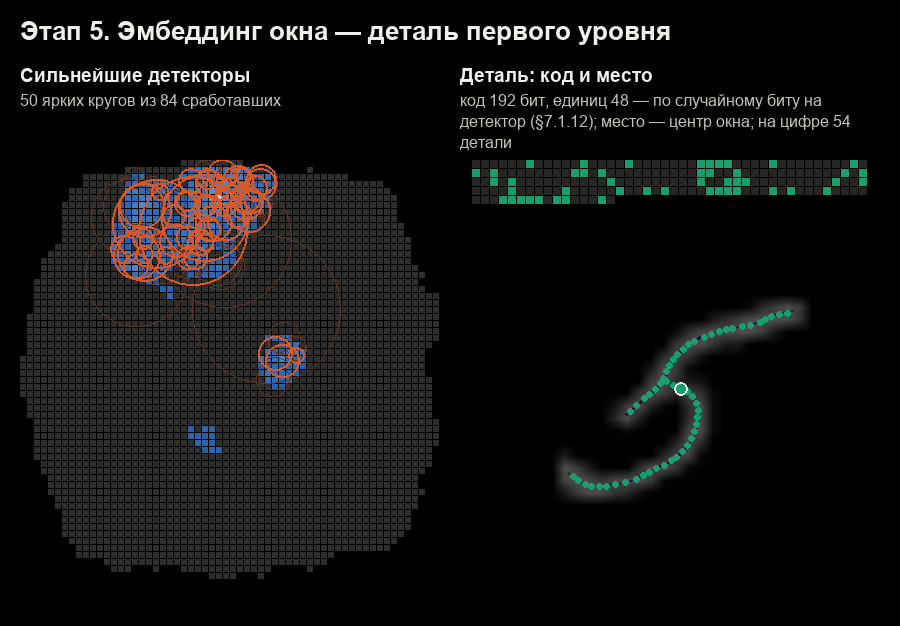 Этап 5. Эмбеддинг окна — деталь первого уровня
Сильнейшие детекторы
50 ярких кругов из 84 сработавших
Деталь: код и место
код 192 бит, единиц 48 — по случайному биту на
детектор (§7.1.12); место — центр окна; на цифре 54
детали